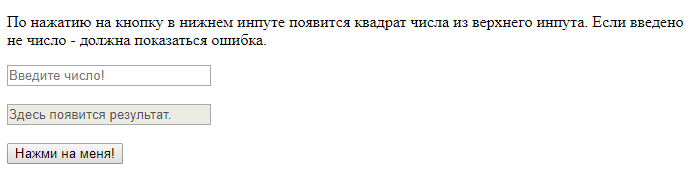 По нажатию на кнопку в нижнем инпуте появится квадрат числа из верхнего инпута. Если введено
не число - должна показаться ошибка.
Введите число!
Здесь появится результат.
Нажми на меня!